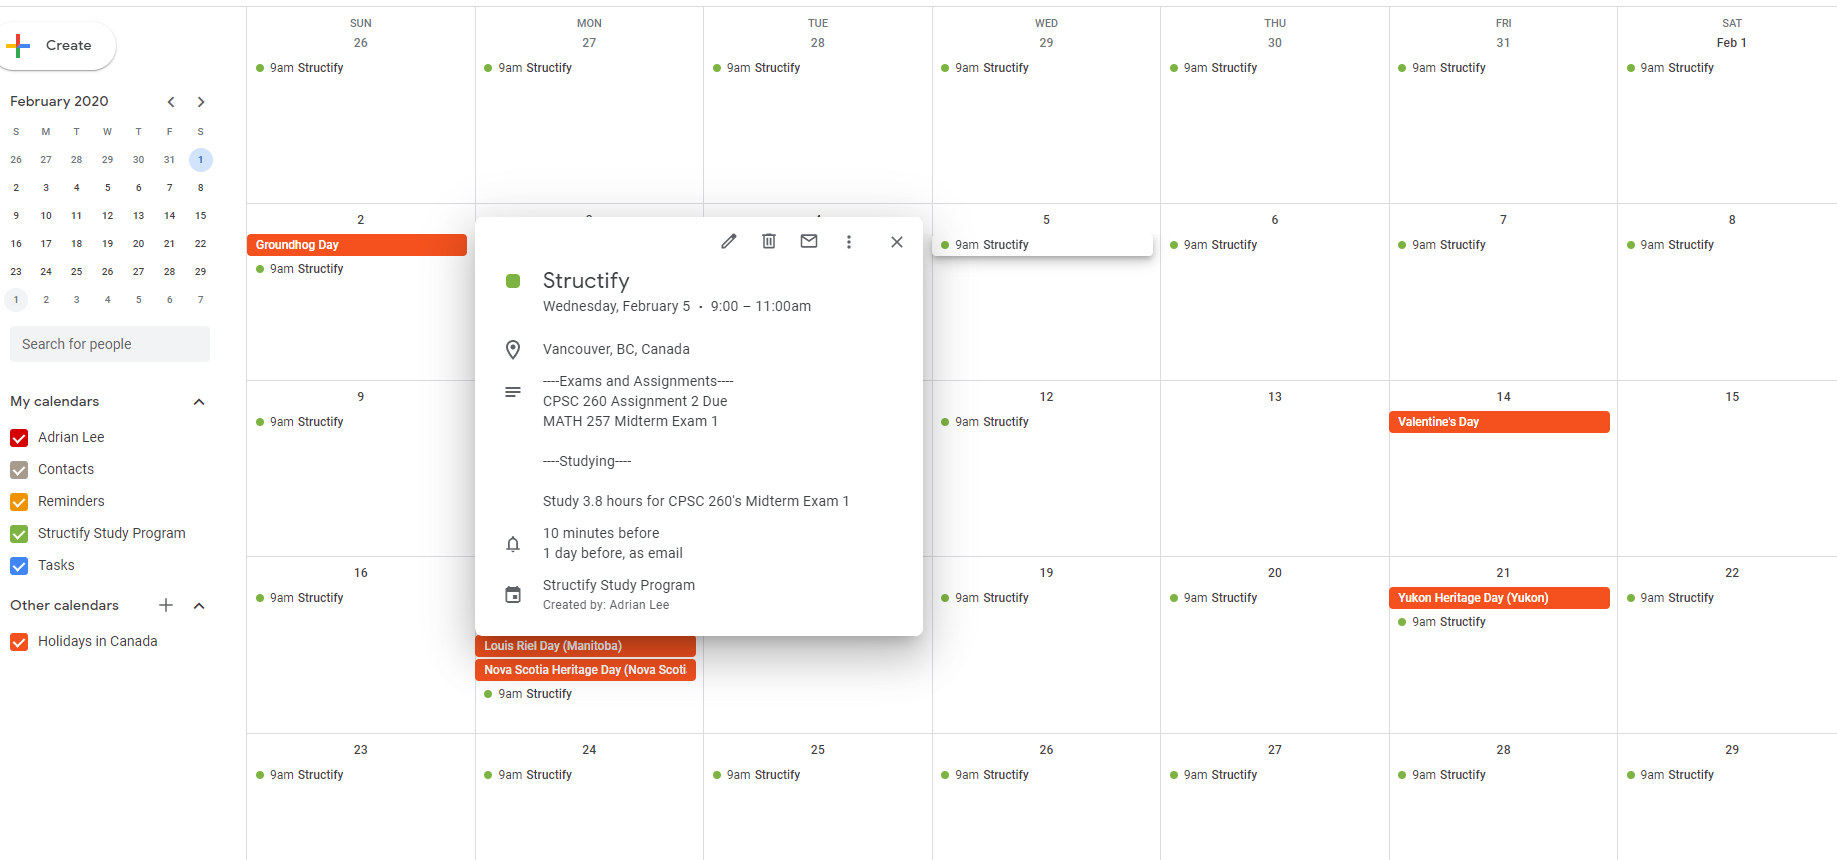 Create
February 2020
S M T W T F S
26 27 28 29 30 31 1
2 3 4 5 6 7 8
9 10 11 12 13 14 15
16 17 18 19 20 21 22
23 24 25 26 27 28 29
1 2 3 4 5 6 7
Search for people
My calendars
Adrian Lee
Contacts
Reminders
Structify Study Program
Tasks
Other calendars
Holidays in Canada
SUN MON TUE WED THU FRI SAT
26 27 28 29 30 31 Feb 1
9am Structify 9am Structify 9am Structify 9am Structify 9am Structify 9am Structify 9am Structify
2 5 6 7 8
Groundhog Day 9am Structify 9am Structify 9am Structify 9am Structify
9am Structify
Structify
Wednesday, February 5 • 9:00 – 11:00am
Vancouver, BC, Canada
----Exams and Assignments----
CPSC 260 Assignment 2 Due
MATH 257 Midterm Exam 1
----Studying----
Study 3.8 hours for CPSC 260's Midterm Exam 1
10 minutes before
1 day before, as email
Structify Study Program
Created by: Adrian Lee
9 12 13 14 15
9am Structify 9am Structify Valentine's Day
16 19 20 21 22
9am Structify 9am Structify 9am Structify Yukon Heritage Day (Yukon) 9am Structify
9am Structify
Louis Riel Day (Manitoba)
Nova Scotia Heritage Day (Nova Scoti
9am Structify
23 24 25 26 27 28 29
9am Structify 9am Structify 9am Structify 9am Structify 9am Structify 9am Structify 9am Structify